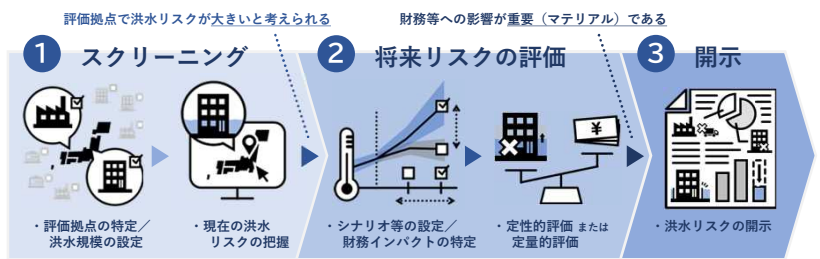 評価拠点で洪水リスクが大きいと考えられる
財務等への影響が重要（マテリアル）である
1 スクリーニング
2 将来リスクの評価
3 開示
¥
・評価拠点の特定／
洪水規模の設定
・現在の洪水
リスクの把握
・シナリオ等の設定／
財務インパクトの特定
・定性的評価 または
定量的評価
・洪水リスクの開示